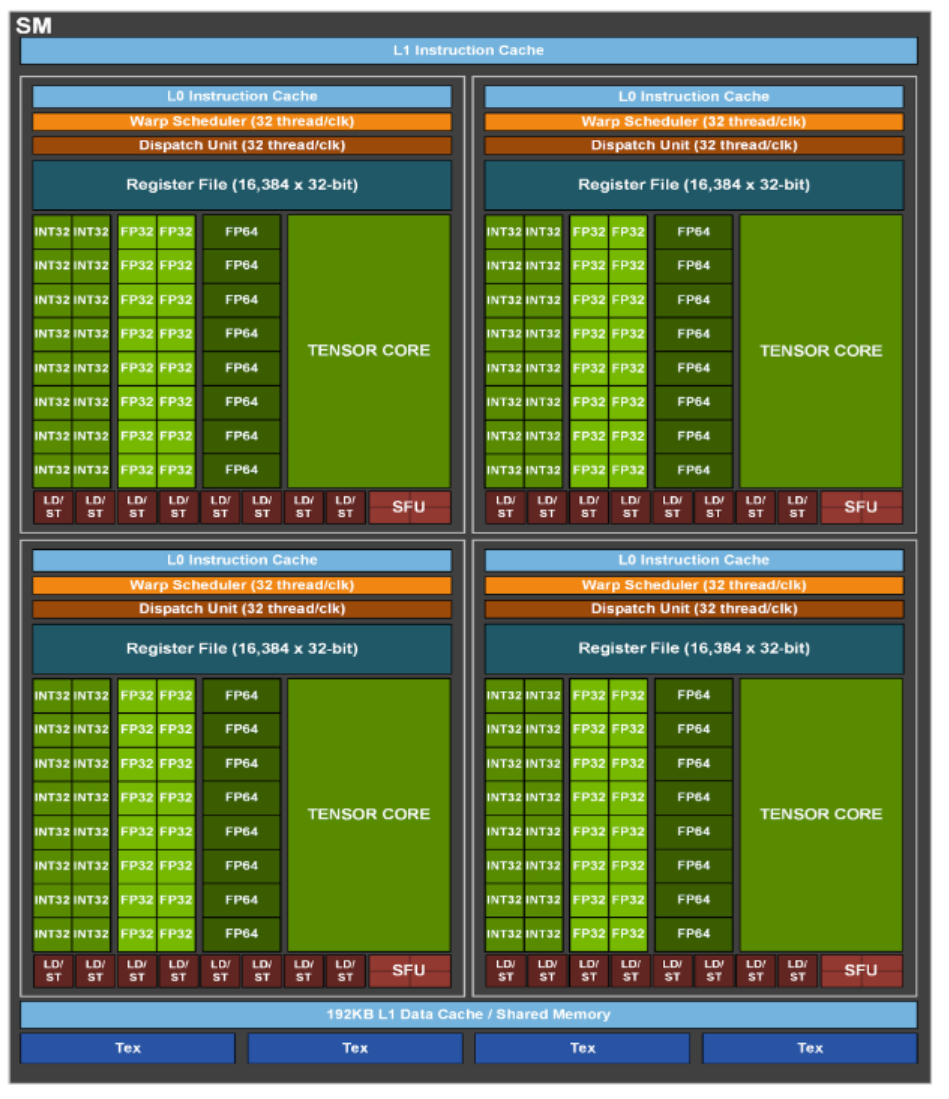 SM
L1 Instruction Cache
L0 Instruction Cache
Warp Scheduler (32 thread/clk)
Dispatch Unit (32 thread/clk)
Register File (16,384 x 32-bit)
INT32 INT32 FP32 FP32 FP64
INT32 INT32 FP32 FP32 FP64
INT32 INT32 FP32 FP32 FP64
INT32 INT32 FP32 FP32 FP64
TENSOR CORE
INT32 INT32 FP32 FP32 FP64
INT32 INT32 FP32 FP32 FP64
INT32 INT32 FP32 FP32 FP64
INT32 INT32 FP32 FP32 FP64
LD/ LD/ LD/ LD/ LD/ LD/ LD/ LD/
ST ST ST ST ST ST ST ST
SFU
L0 Instruction Cache
Warp Scheduler (32 thread/clk)
Dispatch Unit (32 thread/clk)
Register File (16,384 x 32-bit)
INT32 INT32 FP32 FP32 FP64
INT32 INT32 FP32 FP32 FP64
INT32 INT32 FP32 FP32 FP64
INT32 INT32 FP32 FP32 FP64
TENSOR CORE
INT32 INT32 FP32 FP32 FP64
INT32 INT32 FP32 FP32 FP64
INT32 INT32 FP32 FP32 FP64
INT32 INT32 FP32 FP32 FP64
LD/ LD/ LD/ LD/ LD/ LD/ LD/ LD/
ST ST ST ST ST ST ST ST
SFU
L0 Instruction Cache
Warp Scheduler (32 thread/clk)
Dispatch Unit (32 thread/clk)
Register File (16,384 x 32-bit)
INT32 INT32 FP32 FP32 FP64
INT32 INT32 FP32 FP32 FP64
INT32 INT32 FP32 FP32 FP64
INT32 INT32 FP32 FP32 FP64
TENSOR CORE
INT32 INT32 FP32 FP32 FP64
INT32 INT32 FP32 FP32 FP64
INT32 INT32 FP32 FP32 FP64
INT32 INT32 FP32 FP32 FP64
LD/ LD/ LD/ LD/ LD/ LD/ LD/ LD/
ST ST ST ST ST ST ST ST
SFU
L0 Instruction Cache
Warp Scheduler (32 thread/clk)
Dispatch Unit (32 thread/clk)
Register File (16,384 x 32-bit)
INT32 INT32 FP32 FP32 FP64
INT32 INT32 FP32 FP32 FP64
INT32 INT32 FP32 FP32 FP64
INT32 INT32 FP32 FP32 FP64
TENSOR CORE
INT32 INT32 FP32 FP32 FP64
INT32 INT32 FP32 FP32 FP64
INT32 INT32 FP32 FP32 FP64
INT32 INT32 FP32 FP32 FP64
LD/ LD/ LD/ LD/ LD/ LD/ LD/ LD/
ST ST ST ST ST ST ST ST
SFU
192KB L1 Data Cache / Shared Memory
Tex Tex Tex Tex